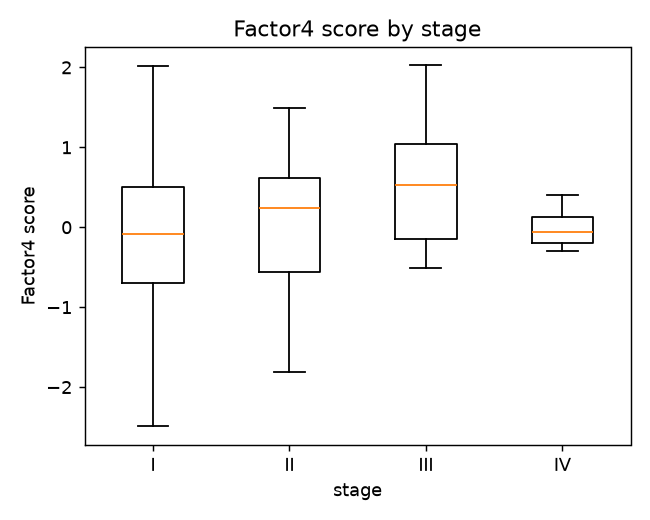 Factor4 score by stage
Factor4 score
2
1
0
−1
−2
I
II
III
IV
stage